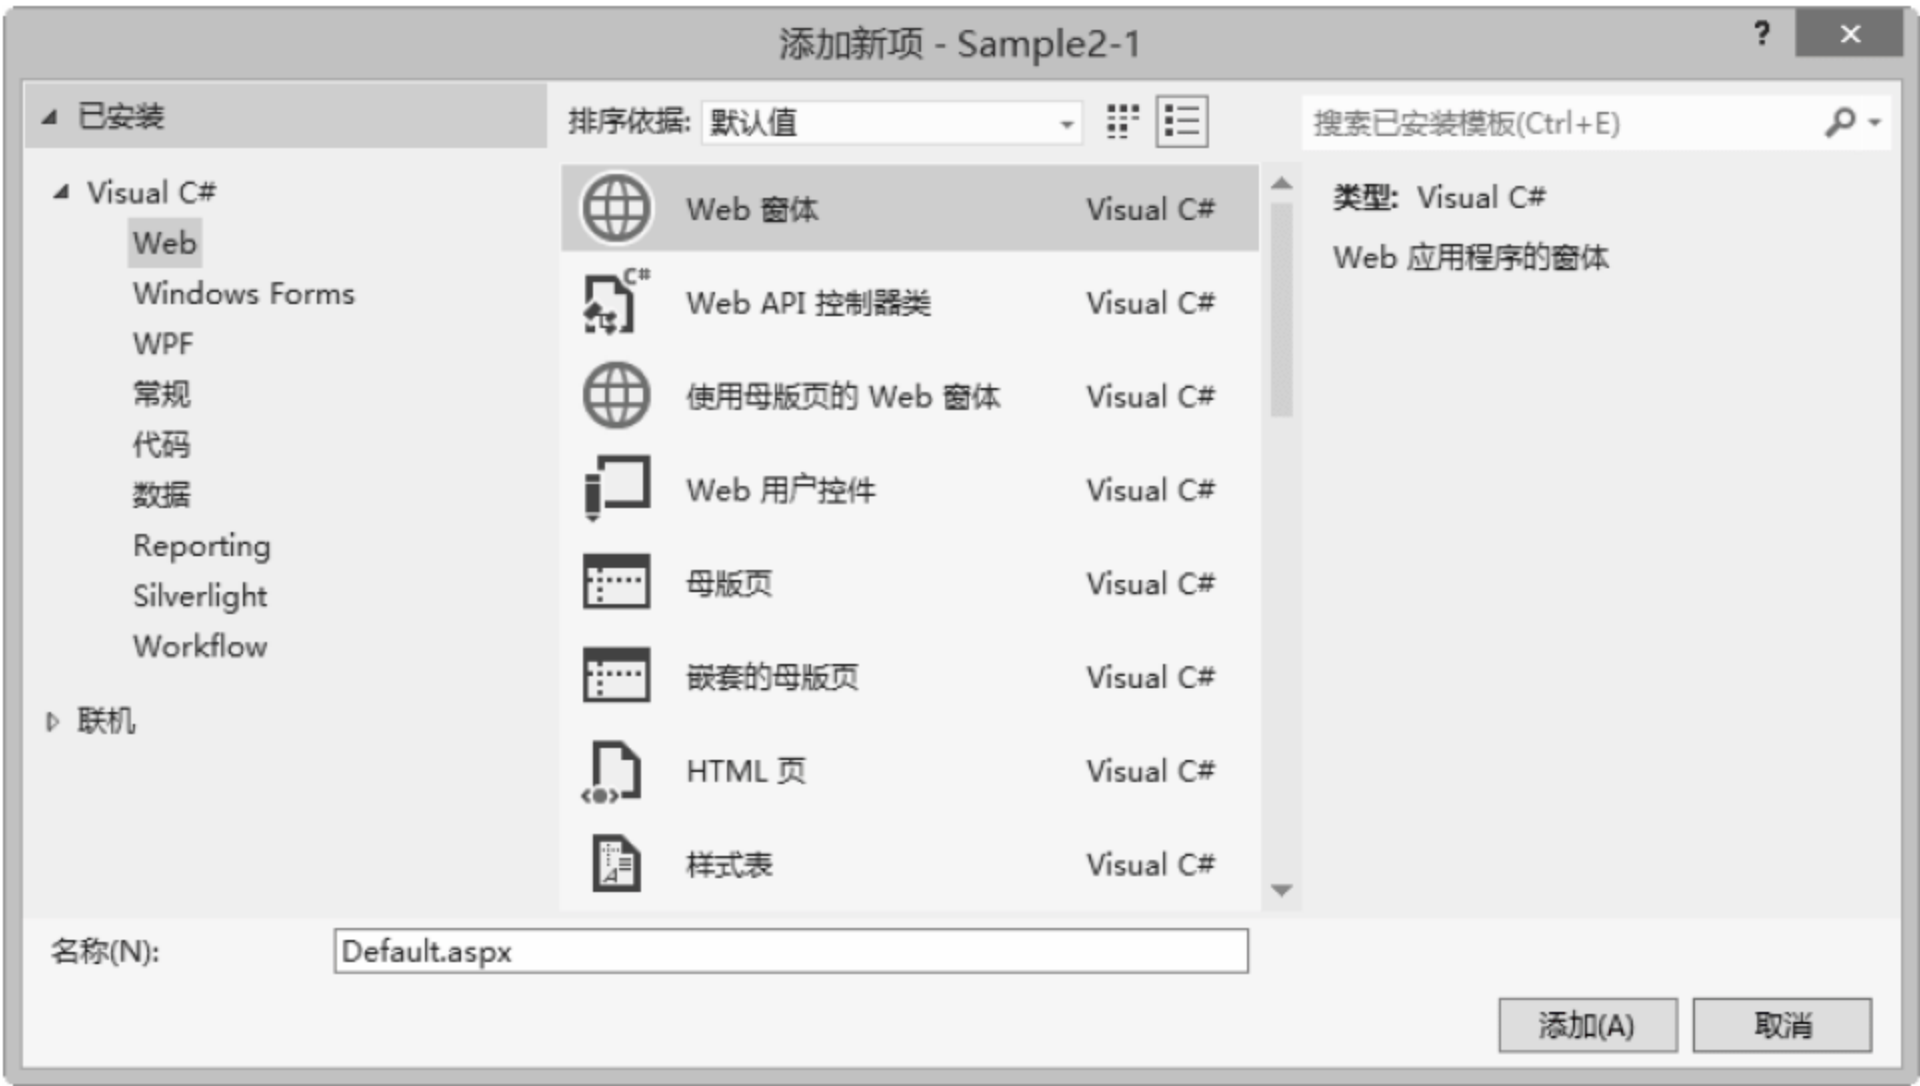 添加新项 - Sample2-1
?
已安装
排序依据: 默认值
搜索已安装模板(Ctrl+E)
Visual C#
Web
Windows Forms
WPF
常规
代码
数据
Reporting
Silverlight
Workflow
联机
Web 窗体 Visual C#
C#
Web API 控制器类 Visual C#
使用母版页的 Web 窗体 Visual C#
Web 用户控件 Visual C#
母版页 Visual C#
嵌套的母版页 Visual C#
HTML 页 Visual C#
样式表 Visual C#
类型: Visual C#
Web 应用程序的窗体
名称(N): Default.aspx
添加(A) 取消